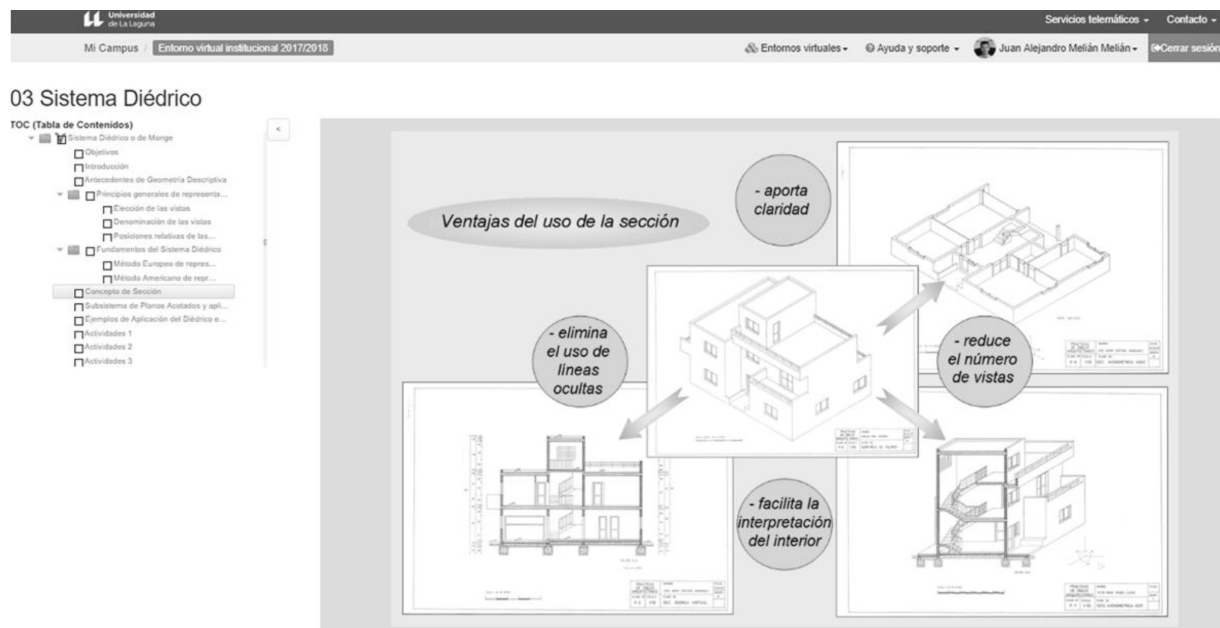 Universidad
de La Laguna
Servicios telemáticos
Contacto
Mi Campus / Entorno virtual institucional 2017/2018
Entornos virtuales
Ayuda y soporte
Juan Alejandro Melián Melián
Cerrar sesión
03 Sistema Diédrico
TOC (Tabla de Contenidos)
<
Sistema Diédrico o de Monge
Objetivos
Introducción
Antecedentes de Geometría Descriptiva
Principios generales de representa...
Elección de las vistas
Denominación de las vistas
Posiciones relativas de las...
Fundamentos del Sistema Diédrico
Método Europeo de repres...
Método Americano de repr...
Concepto de Sección
Subsistema de Planos Acotados y apli...
Ejemplos de Aplicación del Diédrico e...
Actividades 1
Actividades 2
Actividades 3
Ventajas del uso de la sección
- aporta
claridad
- elimina
el uso de
líneas
ocultas
- reduce
el número
de vistas
- facilita la
interpretación
del interior